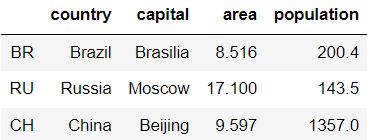 country capital area population
BR Brazil Brasilia 8.516 200.4
RU Russia Moscow 17.100 143.5
CH China Beijing 9.597 1357.0